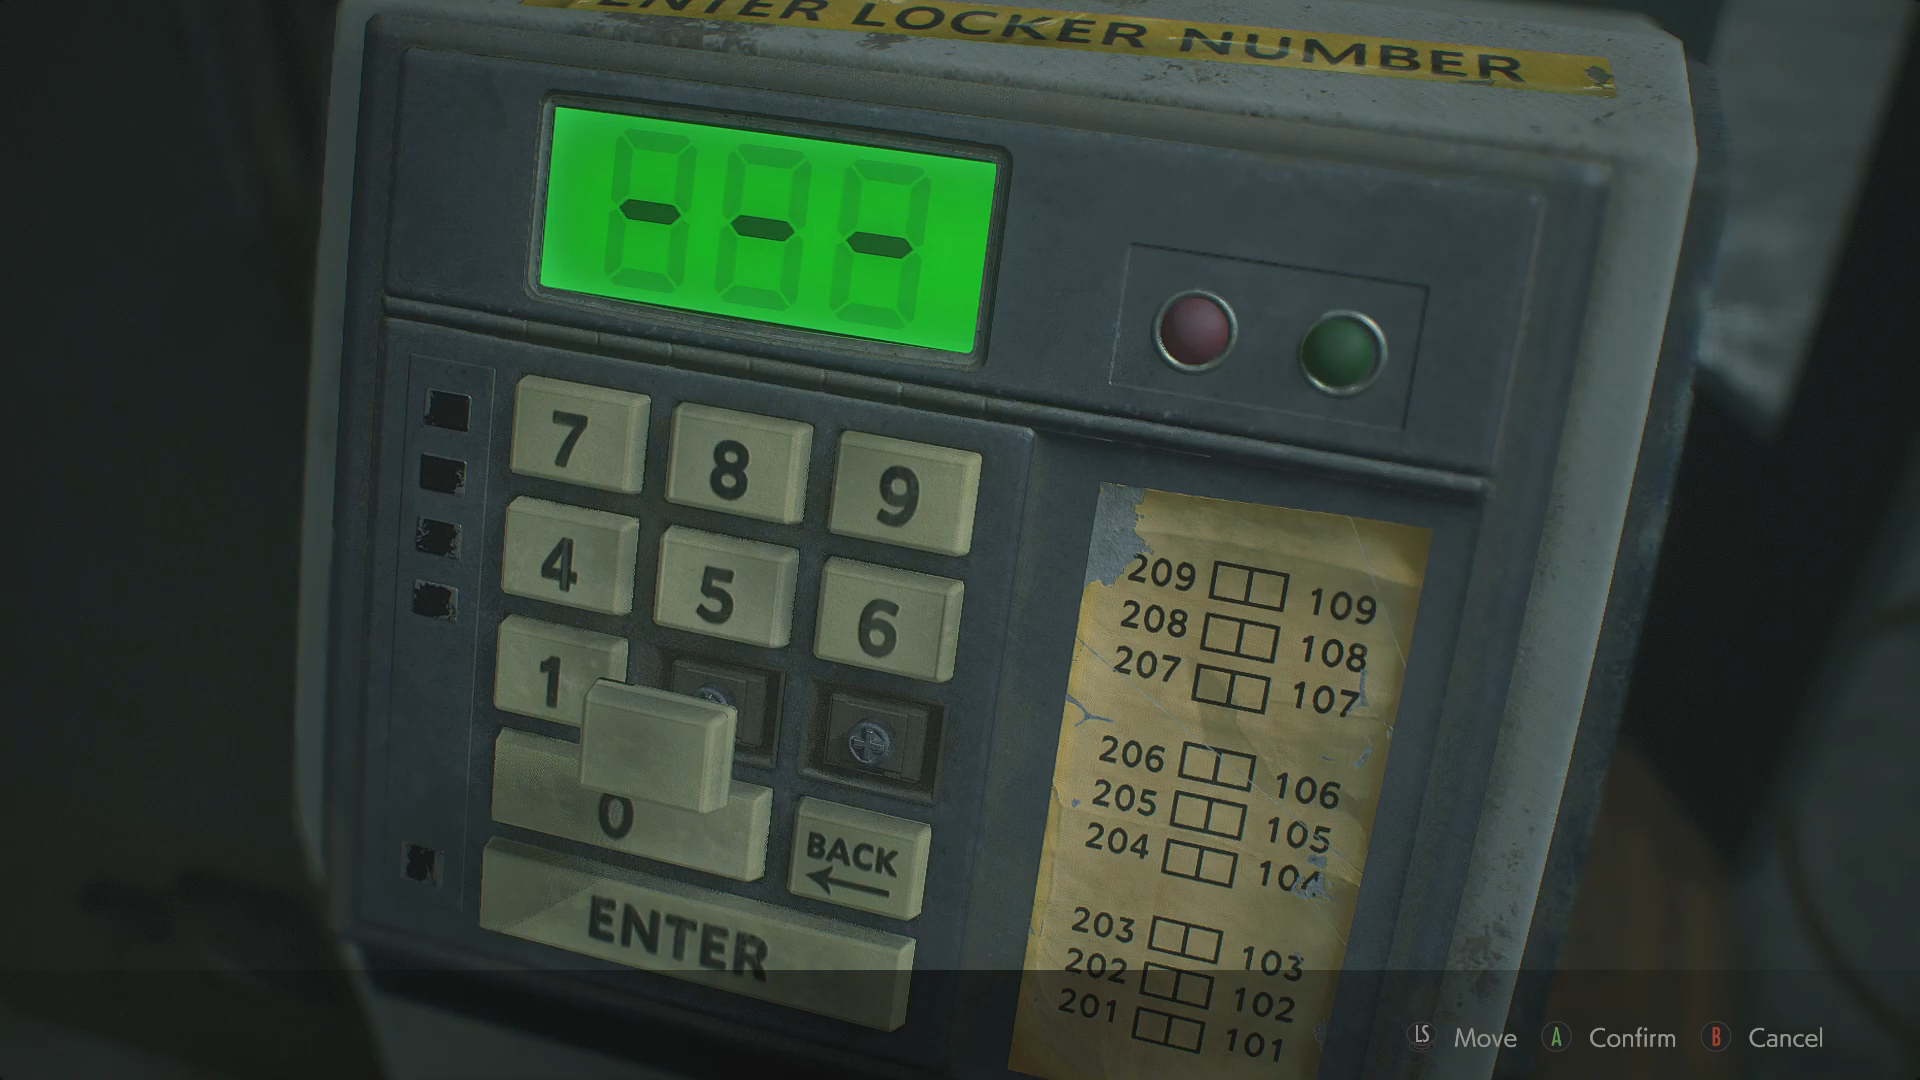 ENTER LOCKER NUMBER
7 8 9
4 5 6
1
0 BACK
ENTER
209 109
208 108
207 107
206 106
205 105
204 104
203 103
202 102
201 101
LS Move A Confirm B Cancel